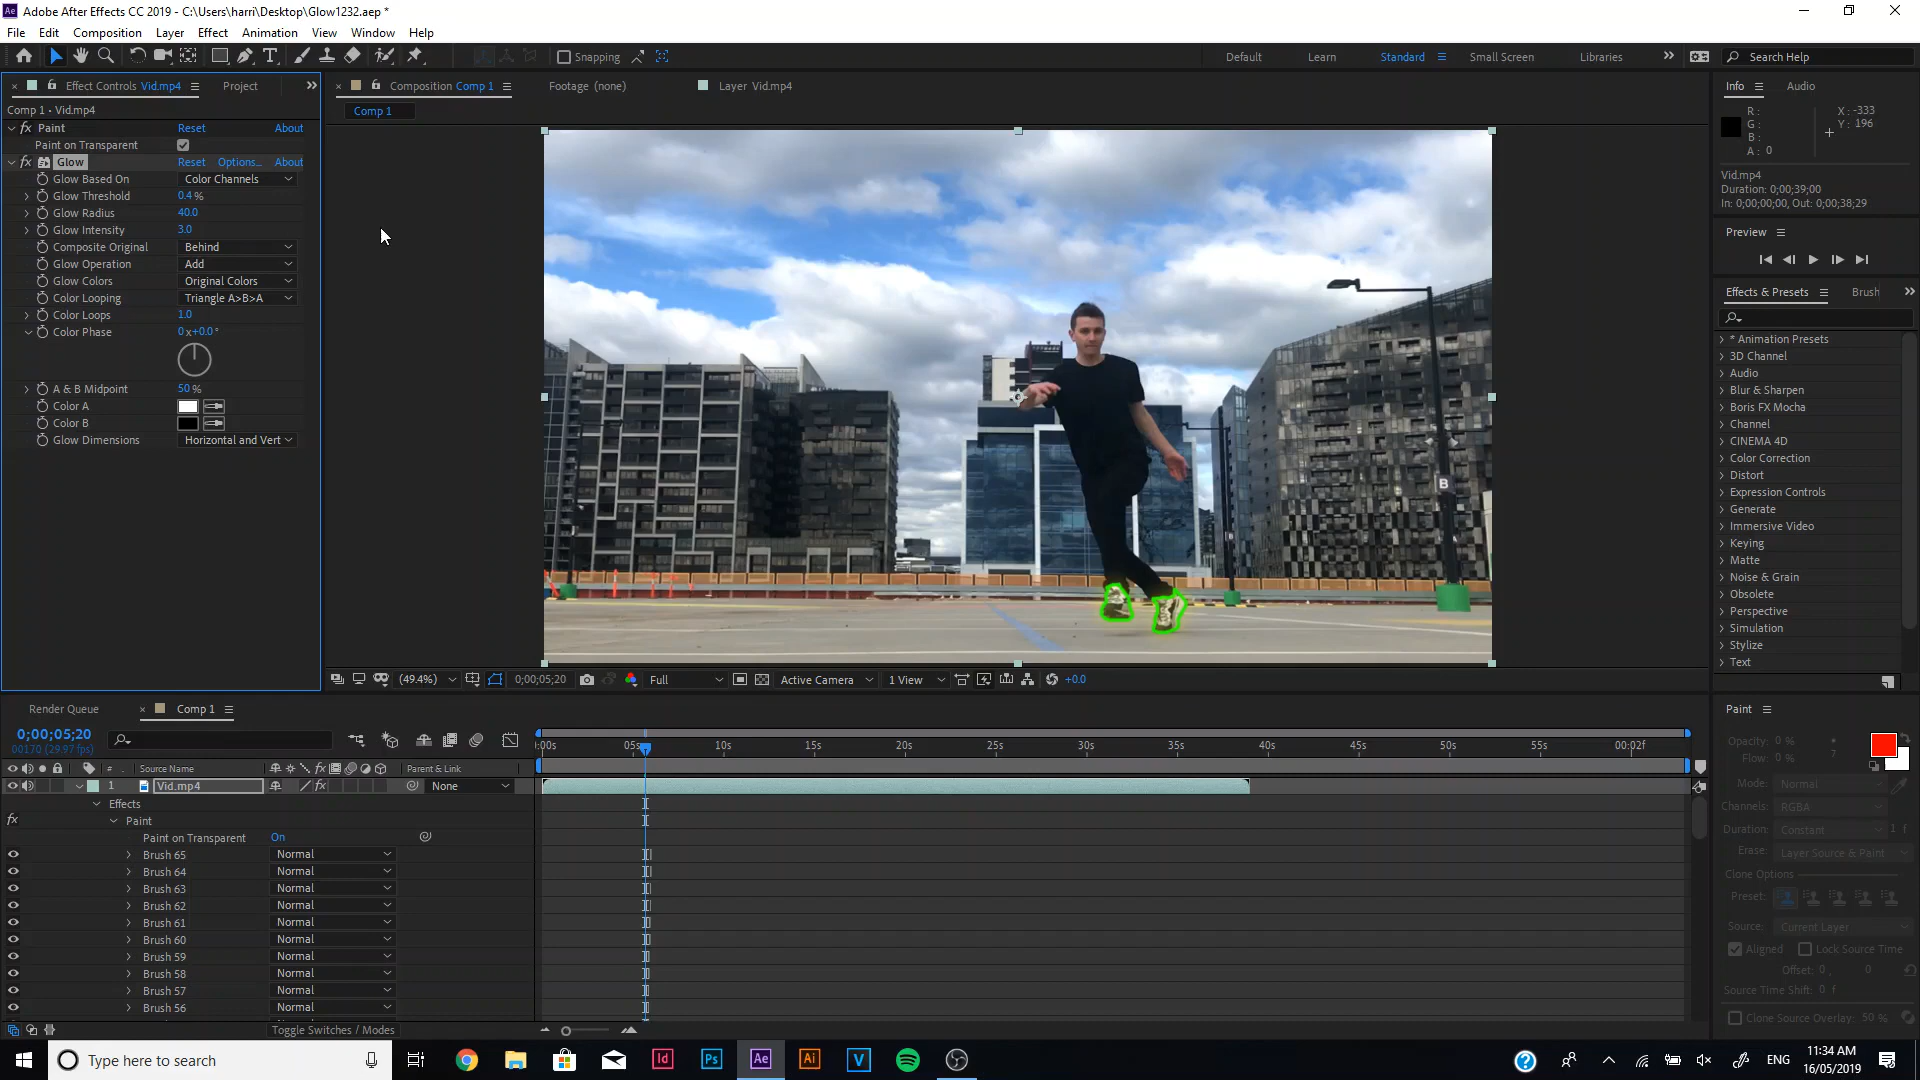 Adobe After Effects CC 2019 - C:\Users\harri\Desktop\Glow1232.aep *
File Edit Composition Layer Effect Animation View Window Help
Snapping Default Learn Standard Small Screen Libraries Search Help
Effect Controls Vid.mp4 Project
Comp 1 • Vid.mp4
fx Paint Reset About
Paint on Transparent
fx Glow Reset Options... About
Glow Based On Color Channels
Glow Threshold 0.4 %
Glow Radius 40.0
Glow Intensity 3.0
Composite Original Behind
Glow Operation Add
Glow Colors Original Colors
Color Looping Triangle A>B>A
Color Loops 1.0
Color Phase 0 x+0.0 °
A & B Midpoint 50 %
Color A
Color B
Glow Dimensions Horizontal and Vert
Composition Comp 1 Footage (none) Layer Vid.mp4
Comp 1
B
(49.4%) 0;00;05;20 Full Active Camera 1 View +0.0
Info Audio
R : X : -333
G : Y : 196
B :
A : 0
Vid.mp4
Duration: 0;00;39;00
In: 0;00;00;00, Out: 0;00;38;29
Preview
Effects & Presets Brush
* Animation Presets
3D Channel
Audio
Blur & Sharpen
Boris FX Mocha
Channel
CINEMA 4D
Color Correction
Distort
Expression Controls
Generate
Immersive Video
Keying
Matte
Noise & Grain
Obsolete
Perspective
Simulation
Stylize
Text
Render Queue Comp 1
0;00;05;20
00170 (29.97 fps)
:00s 05s 10s 15s 20s 25s 30s 35s 40s 45s 50s 55s 00:02f
# Source Name fx Parent & Link
1 Vid.mp4 fx None
Effects
fx Paint
Paint on Transparent On
Brush 65 Normal
Brush 64 Normal
Brush 63 Normal
Brush 62 Normal
Brush 61 Normal
Brush 60 Normal
Brush 59 Normal
Brush 58 Normal
Brush 57 Normal
Brush 56 Normal
Toggle Switches / Modes
Paint
Opacity: 0 %
Flow: 0 % 7
Mode: Normal
Channels: RGBA
Duration: Constant 1 f
Erase: Layer Source & Paint
Clone Options
Preset:
Source: Current Layer
Aligned Lock Source Time
Offset: 0 , 0
Source Time Shift: 0 f
Clone Source Overlay: 50 %
Type here to search
Id Ps Ae Ai V
ENG 11:34 AM
16/05/2019